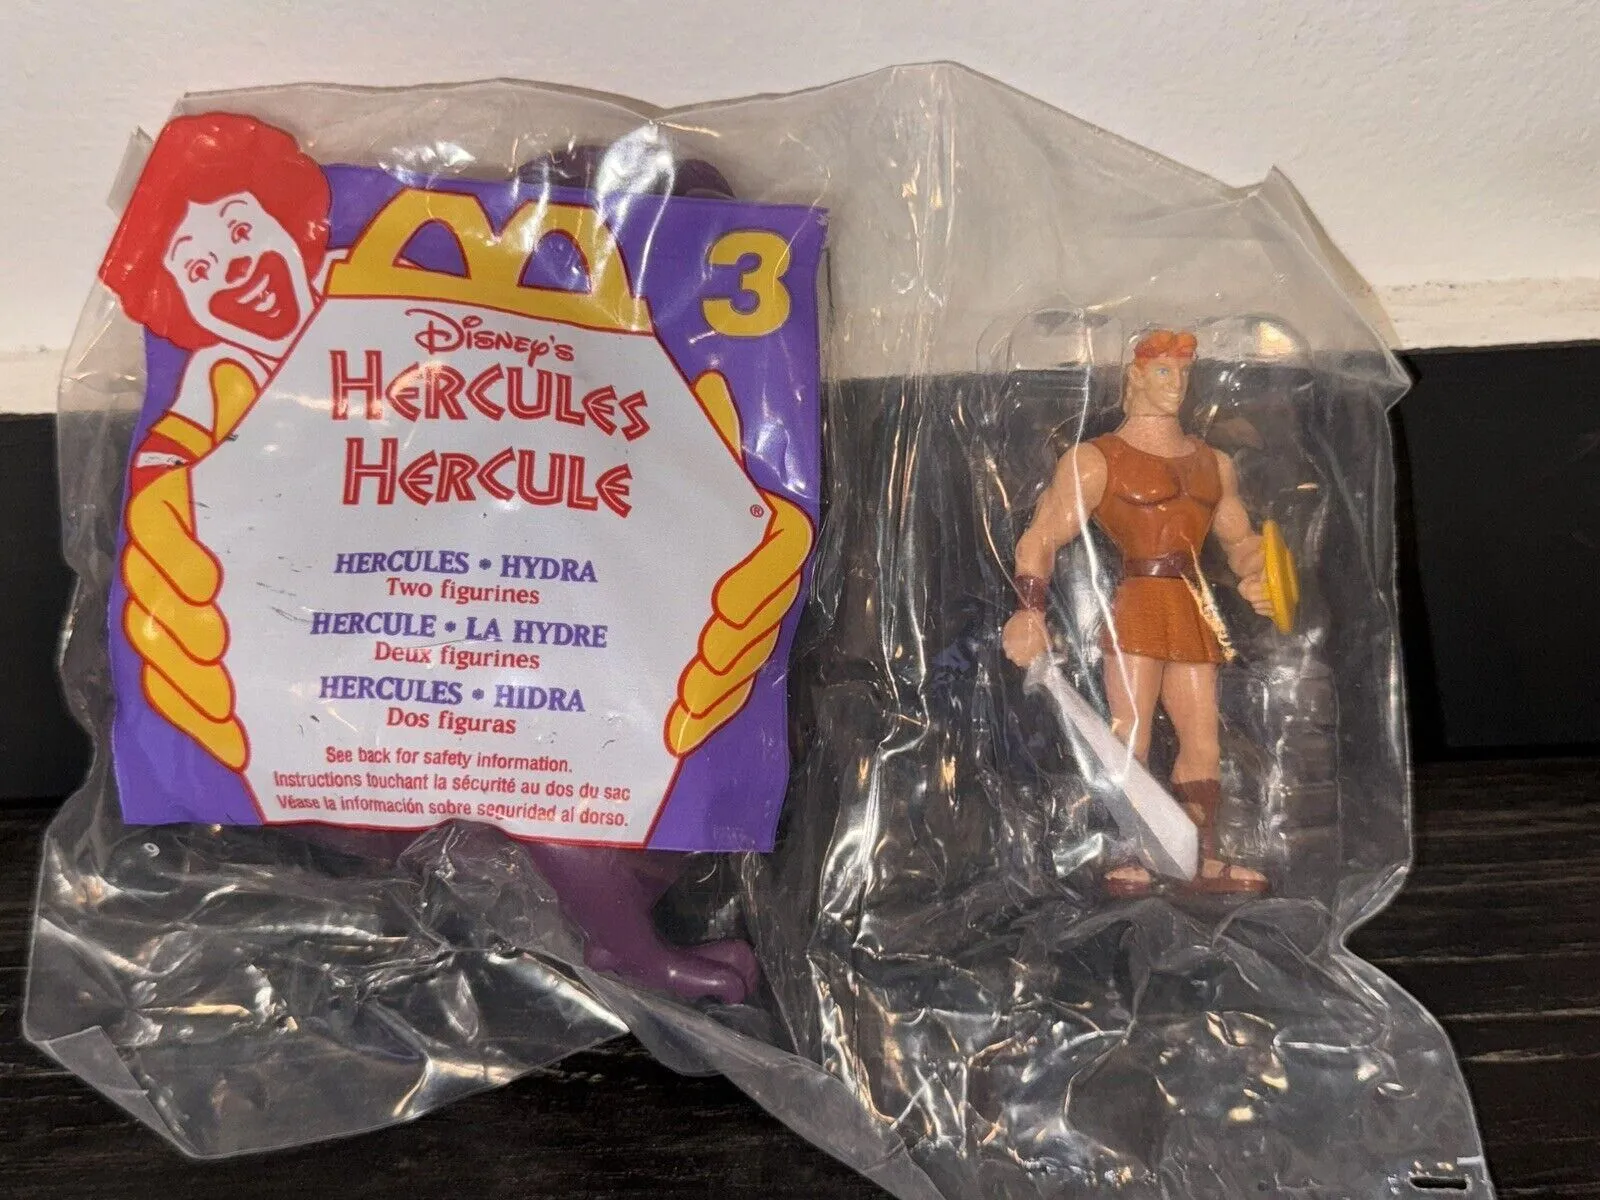 3
Disney's
HERCULES
HERCULE
®
HERCULES • HYDRA
Two figurines
HERCULE • LA HYDRE
Deux figurines
HERCULES • HIDRA
Dos figuras
See back for safety information.
Instructions touchant la sécurité au dos du sac
Véase la información sobre seguridad al dorso.
9